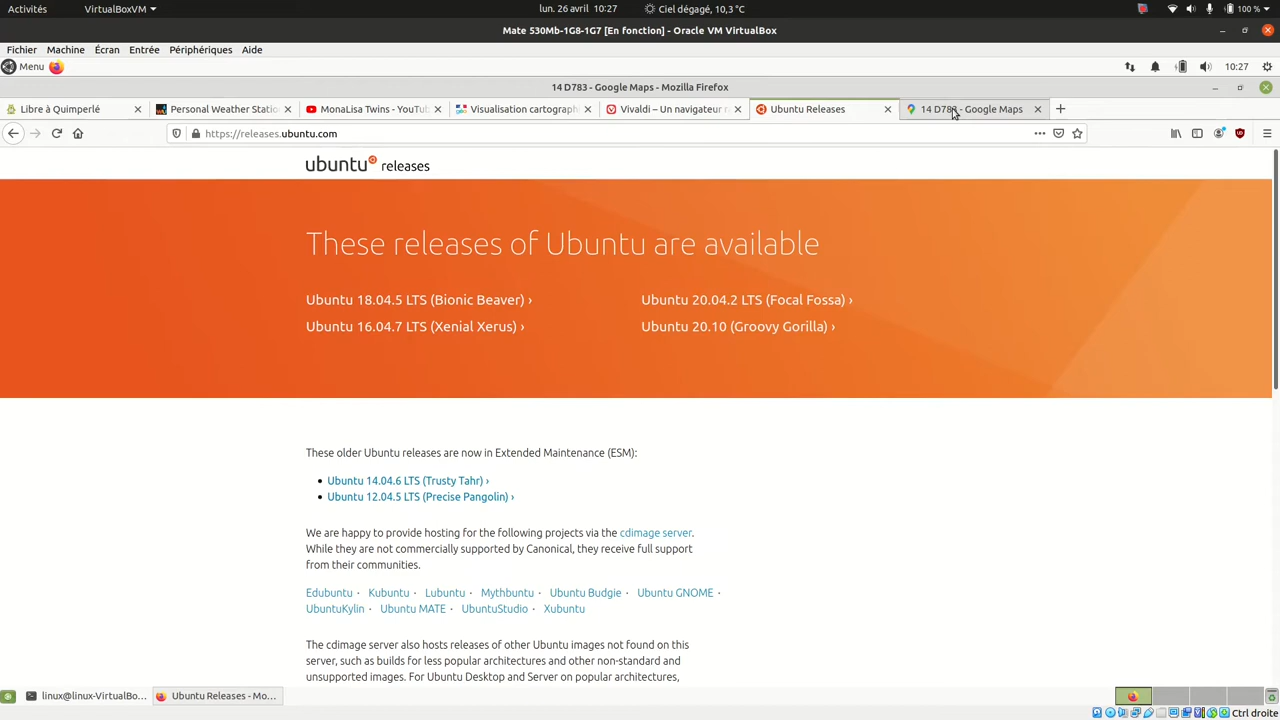 Activités VirtualBoxVM lun. 26 avril 10:27 Ciel dégagé, 10,3 °C 100 %
Mate 530Mb-1G8-1G7 [En fonction] - Oracle VM VirtualBox
Fichier Machine Écran Entrée Périphériques Aide
Menu 10:27
14 D783 - Google Maps - Mozilla Firefox
Libre à Quimperlé Personal Weather Statio MonaLisa Twins - YouTub Visualisation cartograph Vivaldi – Un navigateur r Ubuntu Releases 14 D783 - Google Maps
https://releases.ubuntu.com
ubuntu releases
These releases of Ubuntu are available
Ubuntu 18.04.5 LTS (Bionic Beaver) › Ubuntu 20.04.2 LTS (Focal Fossa) ›
Ubuntu 16.04.7 LTS (Xenial Xerus) › Ubuntu 20.10 (Groovy Gorilla) ›
These older Ubuntu releases are now in Extended Maintenance (ESM):
• Ubuntu 14.04.6 LTS (Trusty Tahr) ›
• Ubuntu 12.04.5 LTS (Precise Pangolin) ›
We are happy to provide hosting for the following projects via the cdimage server.
While they are not commercially supported by Canonical, they receive full support
from their communities.
Edubuntu · Kubuntu · Lubuntu · Mythbuntu · Ubuntu Budgie · Ubuntu GNOME ·
UbuntuKylin · Ubuntu MATE · UbuntuStudio · Xubuntu
The cdimage server also hosts releases of other Ubuntu images not found on this
server, such as builds for less popular architectures and other non-standard and
unsupported images. For Ubuntu Desktop and Server on popular architectures,
linux@linux-VirtualBo... Ubuntu Releases - Mo...
Ctrl droite